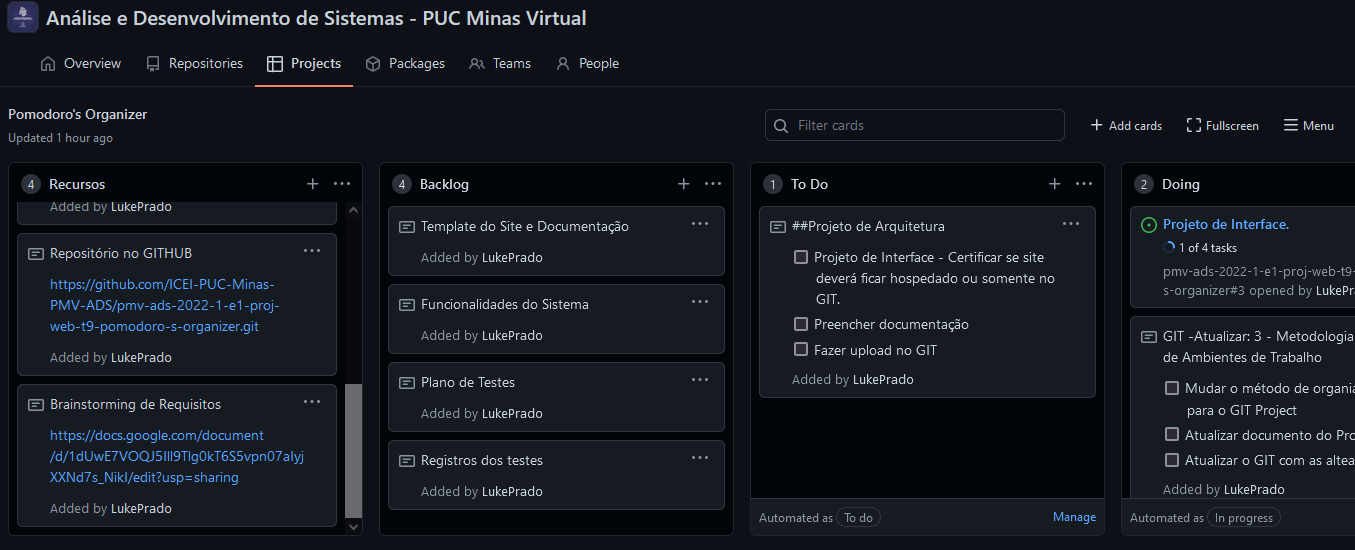 Análise e Desenvolvimento de Sistemas - PUC Minas Virtual
Overview
Repositories
Projects
Packages
Teams
People
Pomodoro's Organizer
Updated 1 hour ago
Filter cards
Add cards
Fullscreen
Menu
4 Recursos
Added by LukePrado
Repositório no GITHUB
https://github.com/ICEI-PUC-Minas-
PMV-ADS/pmv-ads-2022-1-e1-proj-
web-t9-pomodoro-s-organizer.git
Added by LukePrado
Brainstorming de Requisitos
https://docs.google.com/document
/d/1dUwE7VOQJ5Ill9Tlg0kT6S5vpn07alyj
XXNd7s_NikI/edit?usp=sharing
Added by LukePrado
4 Backlog
Template do Site e Documentação
Added by LukePrado
Funcionalidades do Sistema
Added by LukePrado
Plano de Testes
Added by LukePrado
Registros dos testes
Added by LukePrado
1 To Do
##Projeto de Arquitetura
Projeto de Interface - Certificar se site
deverá ficar hospedado ou somente no
GIT.
Preencher documentação
Fazer upload no GIT
Added by LukePrado
Automated as To do
Manage
2 Doing
Projeto de Interface.
1 of 4 tasks
pmv-ads-2022-1-e1-proj-web-t9-
s-organizer#3 opened by LukePra
GIT -Atualizar: 3 - Metodologia
de Ambientes de Trabalho
Mudar o método de organia
para o GIT Project
Atualizar documento do Pro
Atualizar o GIT com as altea
Added by LukePrado
Automated as In progress